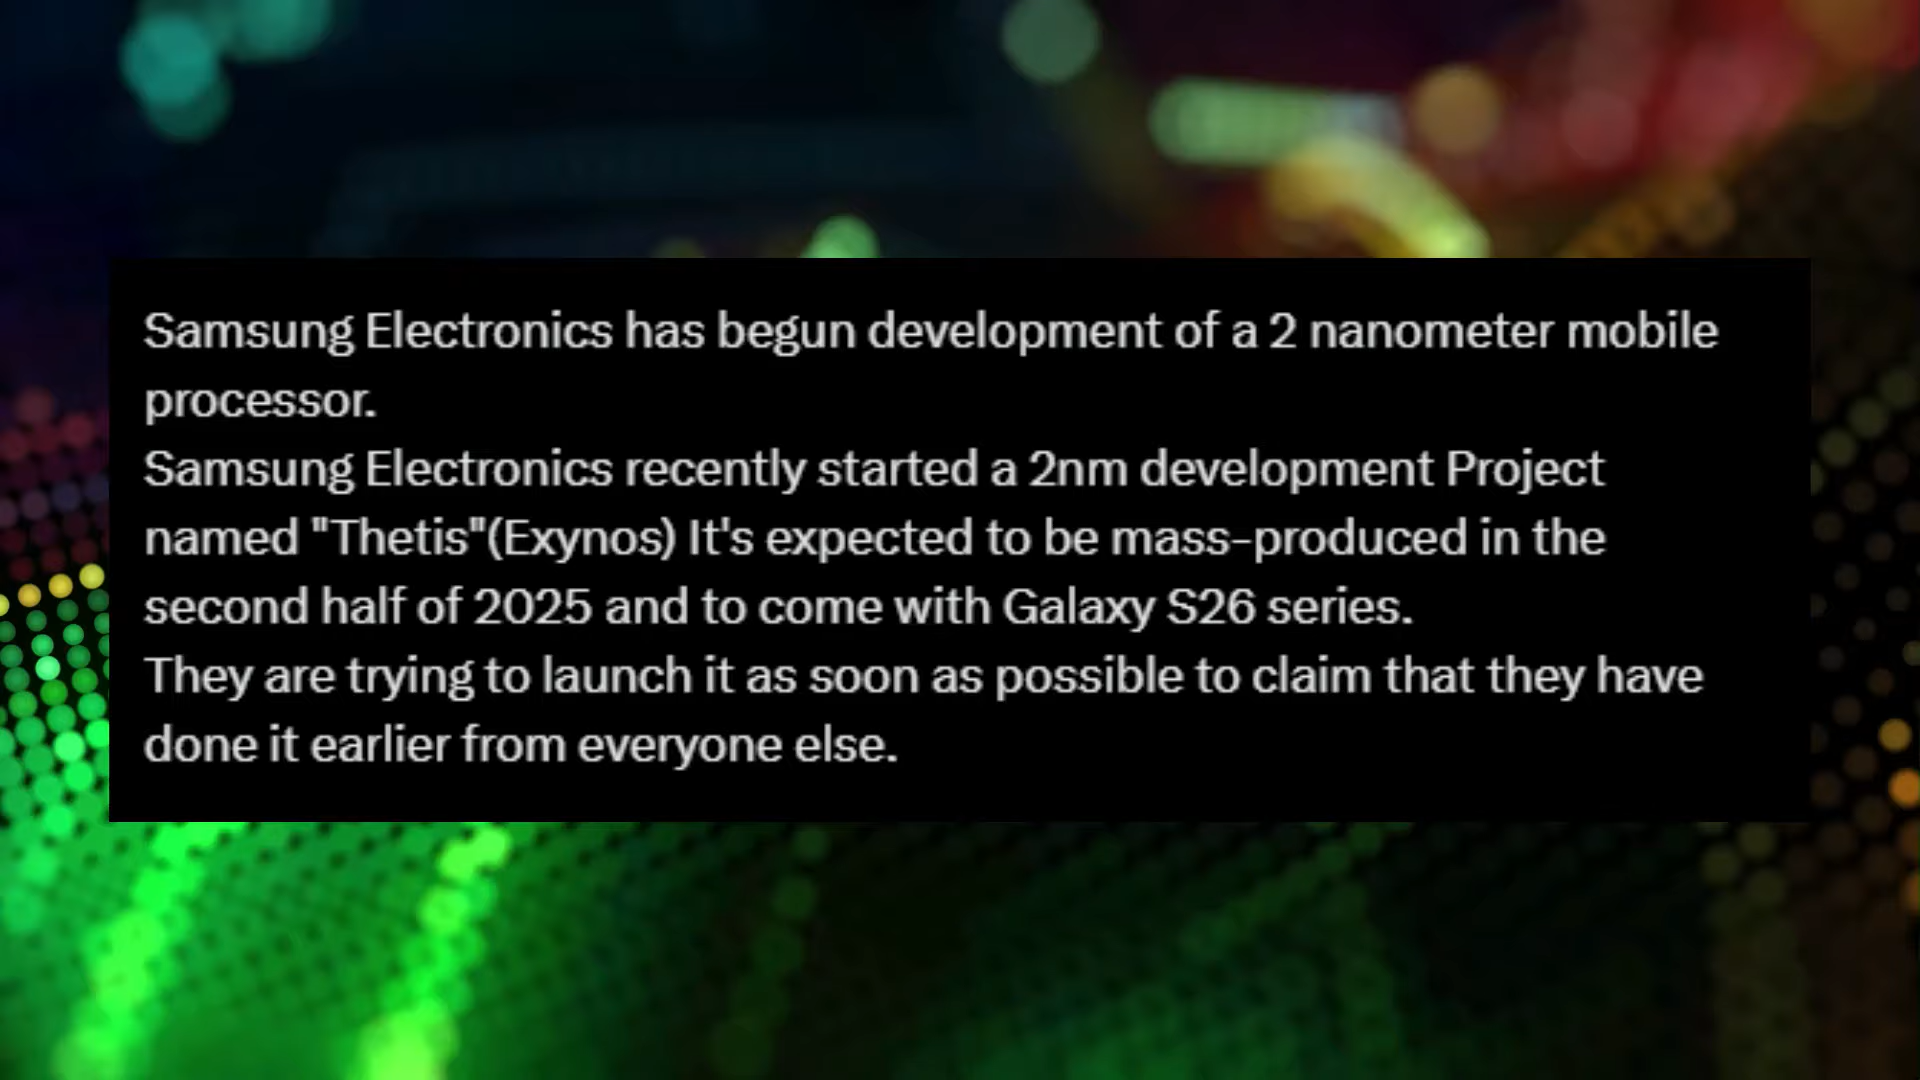 Samsung Electronics has begun development of a 2 nanometer mobile
processor.
Samsung Electronics recently started a 2nm development Project
named "Thetis"(Exynos) It's expected to be mass-produced in the
second half of 2025 and to come with Galaxy S26 series.
They are trying to launch it as soon as possible to claim that they have
done it earlier from everyone else.